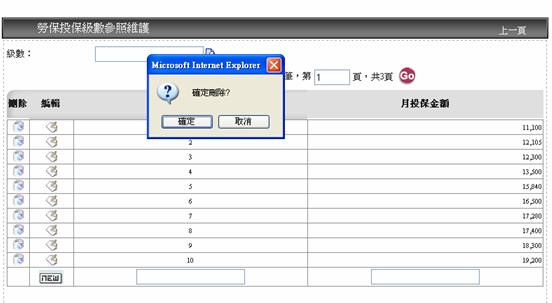 勞保投保級數參照維護 上一頁
級數：
Microsoft Internet Explorer
筆，第 1 頁，共3頁 Go
確定刪除?
確定 取消
刪除 編輯 月投保金額
11,100
2 12,105
3 12,300
4 13,500
5 15,840
6 16,500
7 17,280
8 17,400
9 18,300
10 19,200
NEW